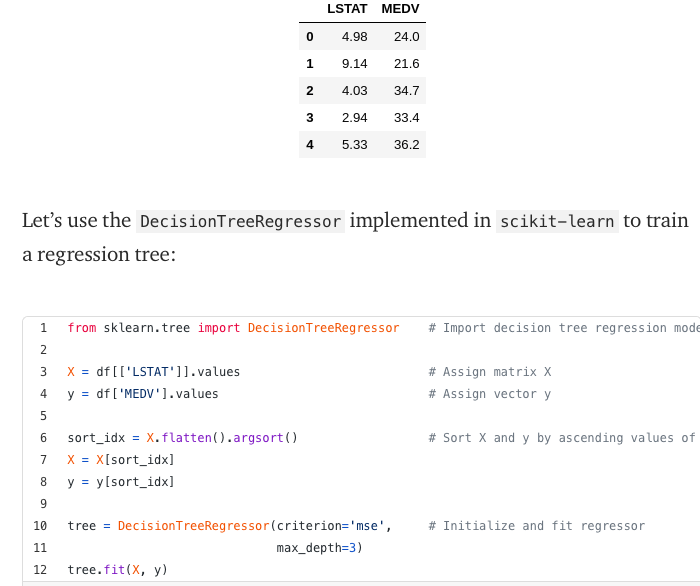 LSTAT MEDV
0 4.98 24.0
1 9.14 21.6
2 4.03 34.7
3 2.94 33.4
4 5.33 36.2
Let’s use the DecisionTreeRegressor implemented in scikit-learn to train
a regression tree:
1 from sklearn.tree import DecisionTreeRegressor # Import decision tree regression mode
2
3 X = df[['LSTAT']].values # Assign matrix X
4 y = df['MEDV'].values # Assign vector y
5
6 sort_idx = X.flatten().argsort() # Sort X and y by ascending values of
7 X = X[sort_idx]
8 y = y[sort_idx]
9
10 tree = DecisionTreeRegressor(criterion='mse', # Initialize and fit regressor
11 max_depth=3)
12 tree.fit(X, y)